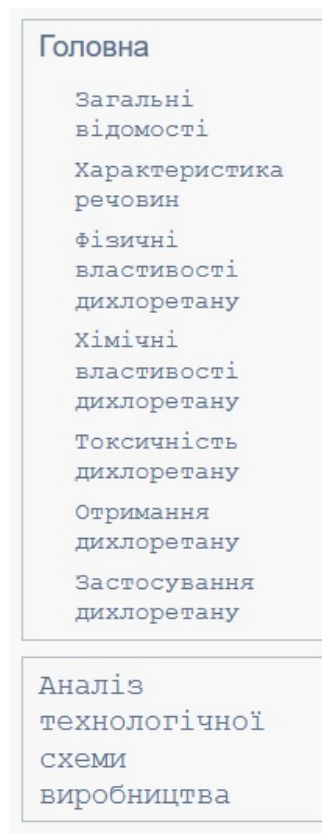 Головна
Загальні
відомості
Характеристика
речовин
Фізичні
властивості
дихлоретану
Хімічні
властивості
дихлоретану
Токсичність
дихлоретану
Отримання
дихлоретану
Застосування
дихлоретану
Аналіз
технологічної
схеми
виробництва